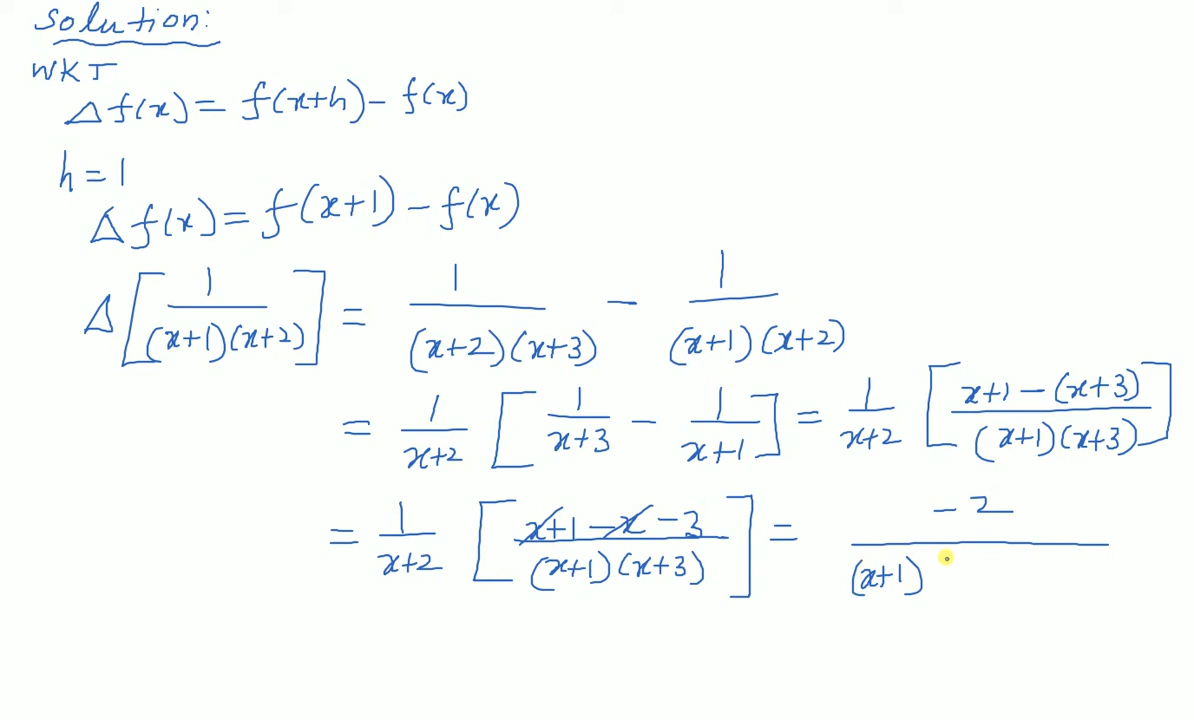 Solution:
WKT
Δf(x) = f(x+h) - f(x)
h = 1
Δf(x) = f(x+1) - f(x)
Δ[1/((x+1)(x+2))] = 1/((x+2)(x+3)) - 1/((x+1)(x+2))
= 1/(x+2) [1/(x+3) - 1/(x+1)] = 1/(x+2) [(x+1-(x+3))/((x+1)(x+3))]
= 1/(x+2) [(x+1-x-3)/((x+1)(x+3))] = -2/((x+1)